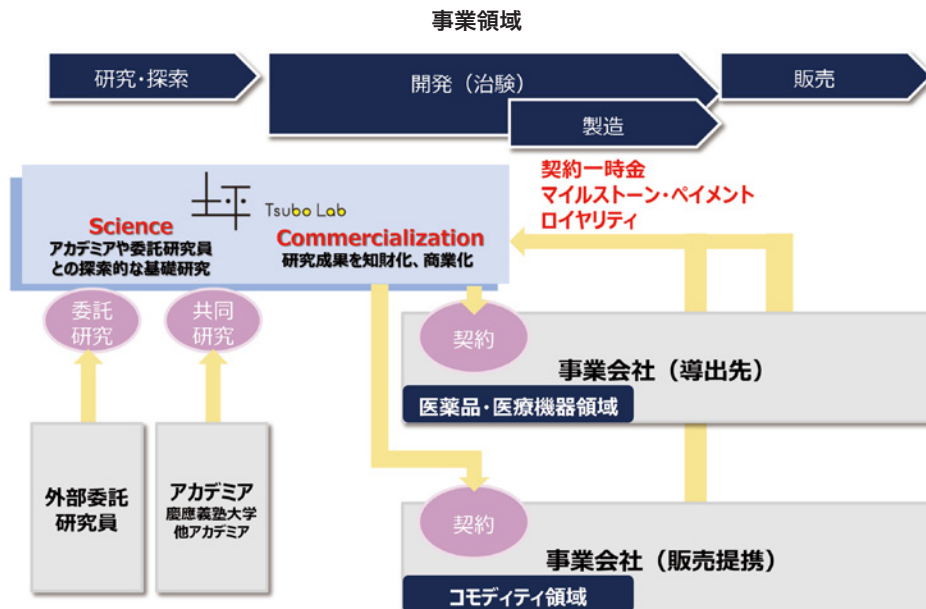 事業領域
研究・探索
開発（治験）
販売
製造
契約一時金
マイルストーン・ペイメント
ロイヤリティ
坪
Tsubo Lab
Science
アカデミアや委託研究員
との探索的な基礎研究
Commercialization
研究成果を知財化、商業化
委託
研究
共同
研究
契約
事業会社（導出先）
医薬品・医療機器領域
外部委託
研究員
アカデミア
慶應義塾大学
他アカデミア
契約
事業会社（販売提携）
コモディティ領域